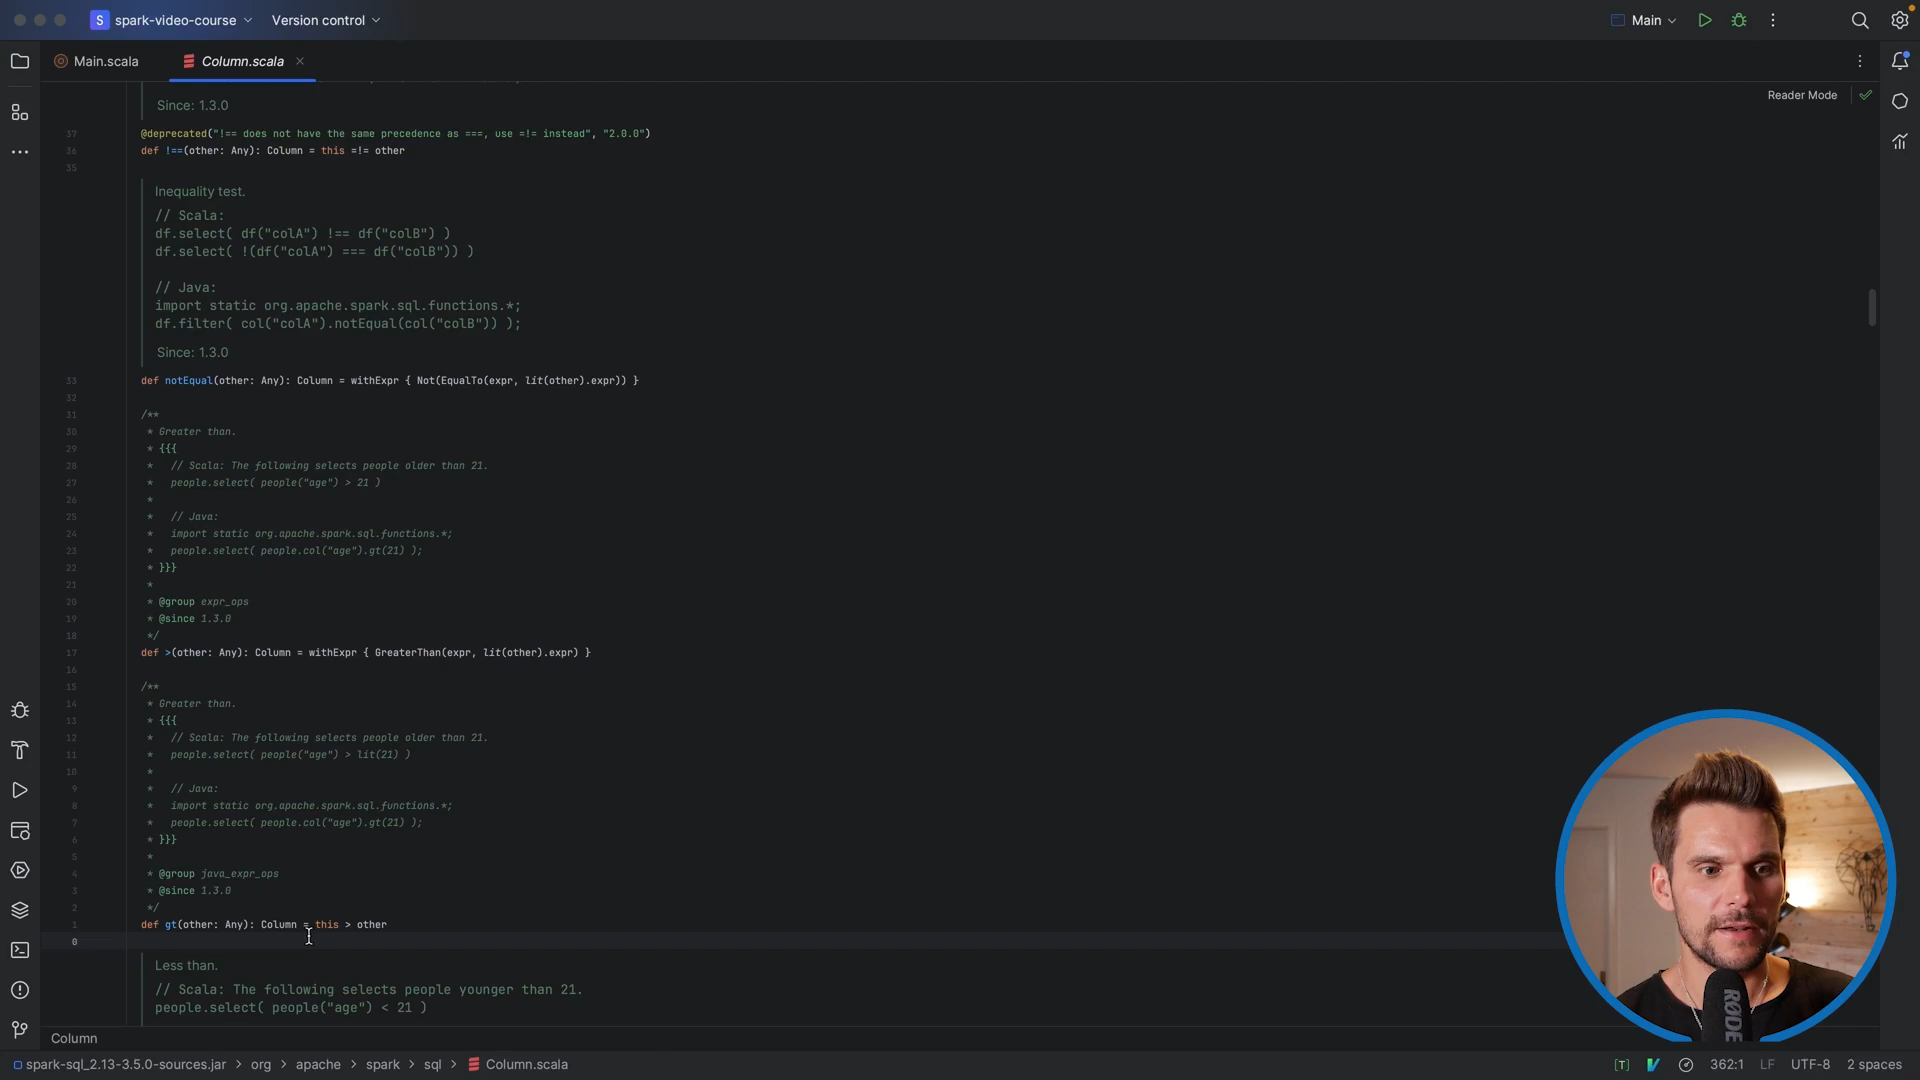 S spark-video-course Version control Main
Main.scala Column.scala
Reader Mode
Since: 1.3.0
37 @deprecated("!== does not have the same precedence as ===, use =!= instead", "2.0.0")
36 def !==(other: Any): Column = this =!= other
35
Inequality test.
// Scala:
df.select( df("colA") !== df("colB") )
df.select( !(df("colA") === df("colB")) )
// Java:
import static org.apache.spark.sql.functions.*;
df.filter( col("colA").notEqual(col("colB")) );
Since: 1.3.0
33 def notEqual(other: Any): Column = withExpr { Not(EqualTo(expr, lit(other).expr)) }
32
31 /**
30 * Greater than.
29 * {{{
28 * // Scala: The following selects people older than 21.
27 * people.select( people("age") > 21 )
26 *
25 * // Java:
24 * import static org.apache.spark.sql.functions.*;
23 * people.select( people.col("age").gt(21) );
22 * }}}
21 *
20 * @group expr_ops
19 * @since 1.3.0
18 */
17 def >(other: Any): Column = withExpr { GreaterThan(expr, lit(other).expr) }
16
15 /**
14 * Greater than.
13 * {{{
12 * // Scala: The following selects people older than 21.
11 * people.select( people("age") > lit(21) )
10 *
9 * // Java:
8 * import static org.apache.spark.sql.functions.*;
7 * people.select( people.col("age").gt(21) );
6 * }}}
5 *
4 * @group java_expr_ops
3 * @since 1.3.0
2 */
1 def gt(other: Any): Column = this > other
0
Less than.
// Scala: The following selects people younger than 21.
people.select( people("age") < 21 )
RØDE
Column
spark-sql_2.13-3.5.0-sources.jar > org > apache > spark > sql > Column.scala [T] 362:1 LF UTF-8 2 spaces